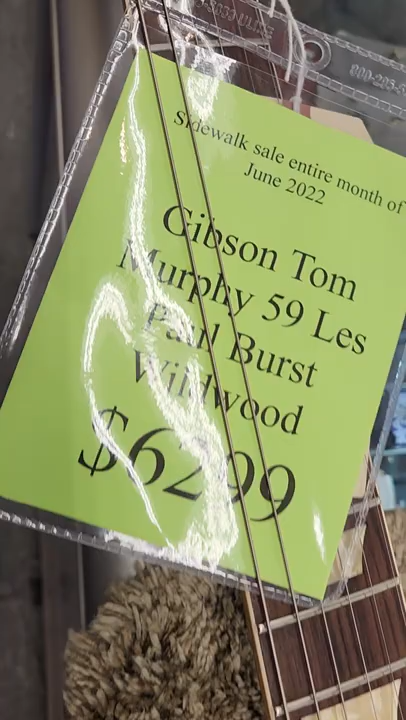 Sidewalk sale entire month of
June 2022
Gibson Tom
Murphy 59 Les
Paul Burst
Wildwood
$6299